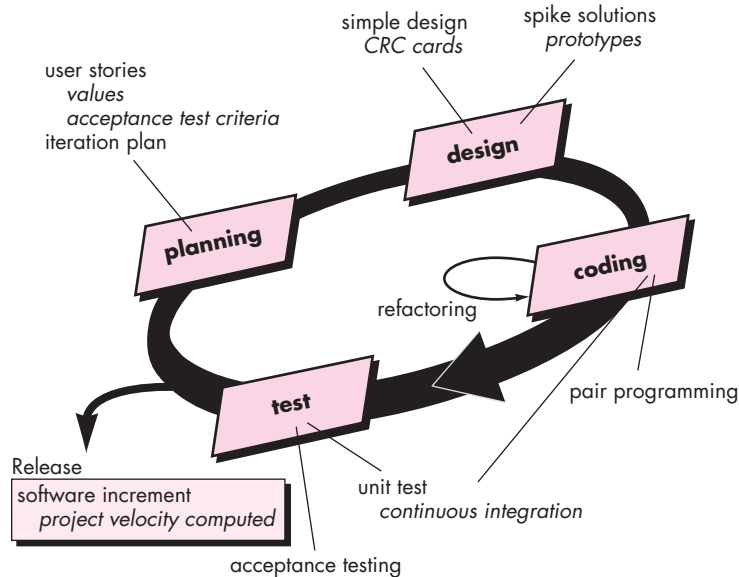 simple design
CRC cards
spike solutions
prototypes
user stories
values
acceptance test criteria
iteration plan
design
planning
coding
refactoring
test
pair programming
Release
software increment
project velocity computed
unit test
continuous integration
acceptance testing